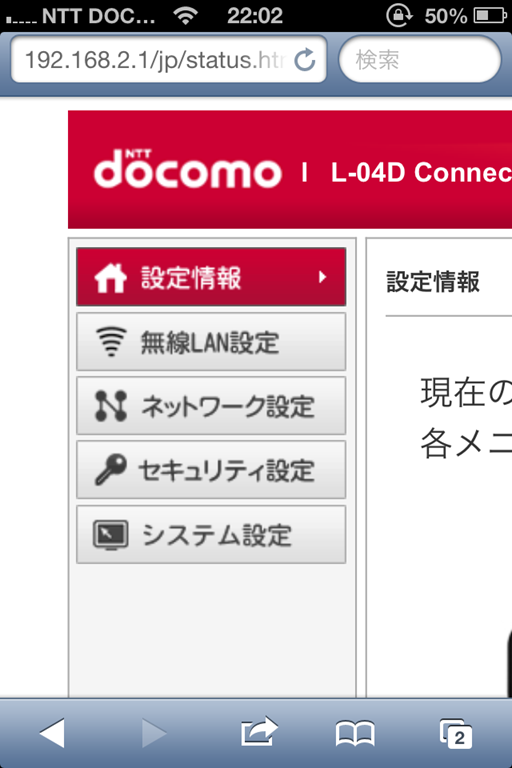 NTT DOC... 22:02 50%
192.168.2.1/jp/status.htm 検索
NTT
döcomo | L-04D Connec
設定情報
無線LAN設定
ネットワーク設定
セキュリティ設定
システム設定
設定情報
現在の
各メニ
2